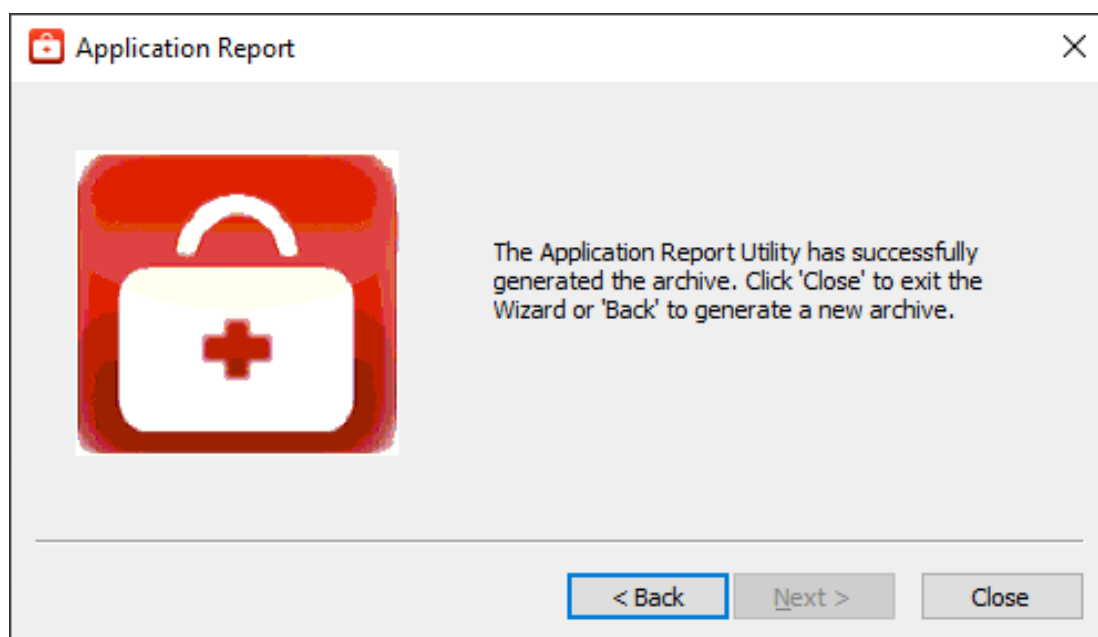 Application Report
The Application Report Utility has successfully
generated the archive. Click 'Close' to exit the
Wizard or 'Back' to generate a new archive.
< Back
Next >
Close